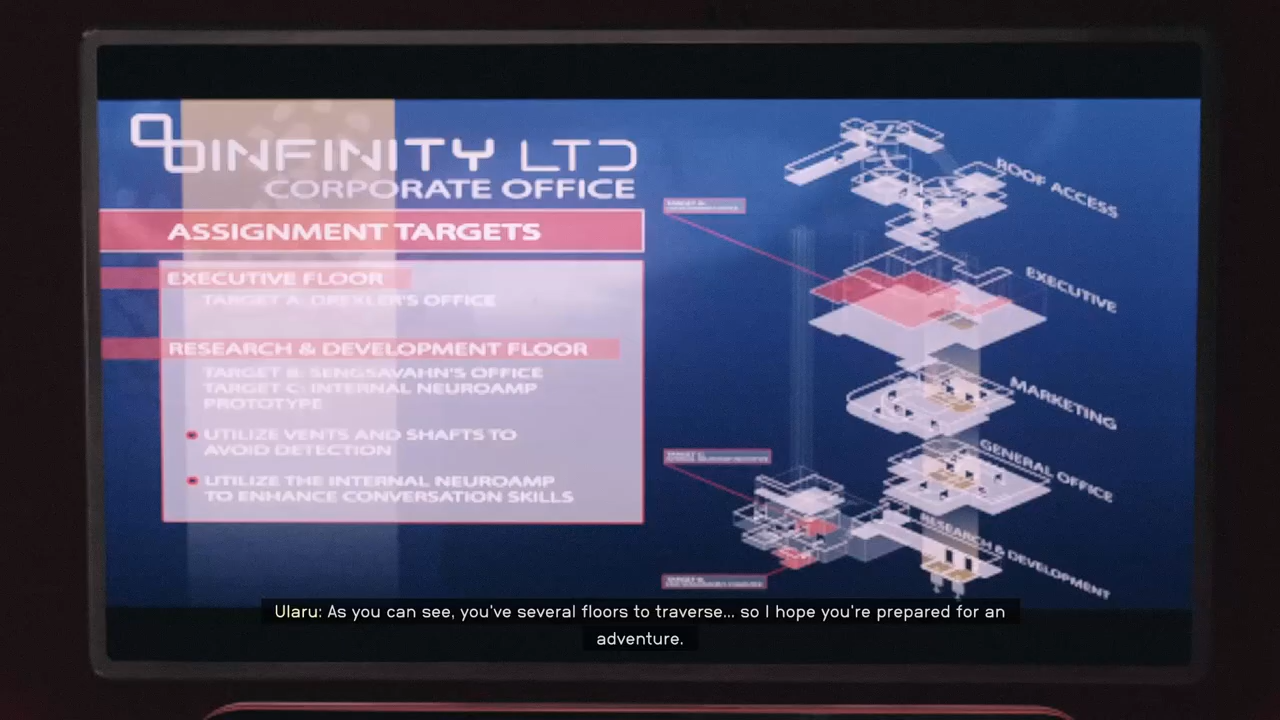 INFINITY LTD
CORPORATE OFFICE
ASSIGNMENT TARGETS
EXECUTIVE FLOOR
TARGET A: DREXLER'S OFFICE
RESEARCH & DEVELOPMENT FLOOR
TARGET B: SENGSAVAHN'S OFFICE
TARGET C: INTERNAL NEUROAMP
PROTOTYPE
UTILIZE VENTS AND SHAFTS TO
AVOID DETECTION
UTILIZE THE INTERNAL NEUROAMP
TO ENHANCE CONVERSATION SKILLS
ROOF ACCESS
EXECUTIVE
MARKETING
GENERAL OFFICE
RESEARCH & DEVELOPMENT
Ularu: As you can see, you've several floors to traverse... so I hope you're prepared for an
adventure.